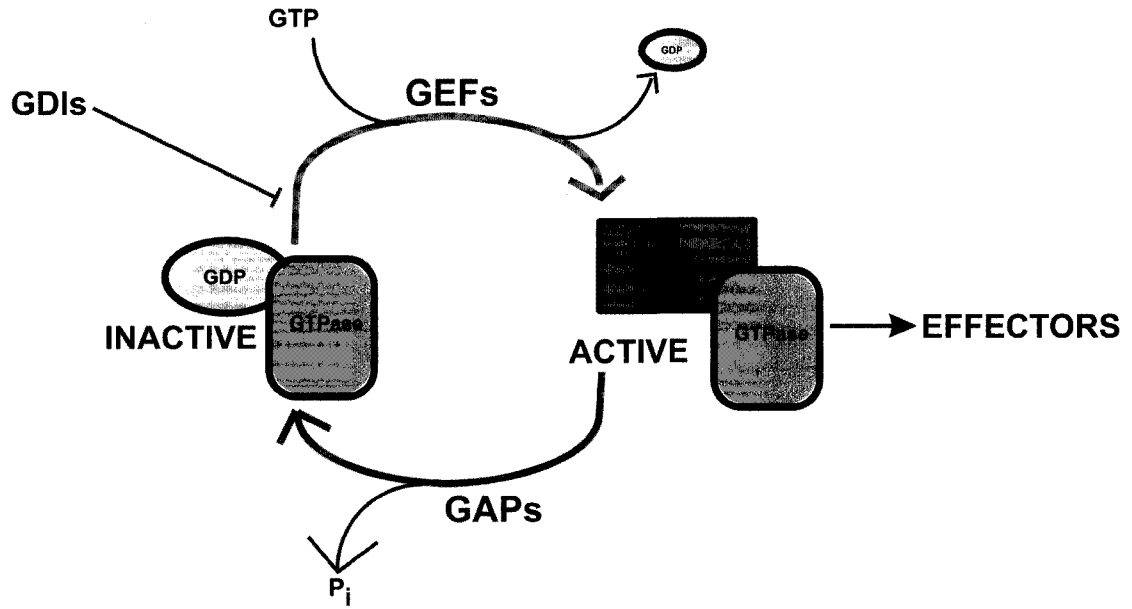 GTP
GDP
GEFs
GDIs
GDP
GTPase
INACTIVE
GTPase
EFFECTORS
ACTIVE
GAPs
Pi